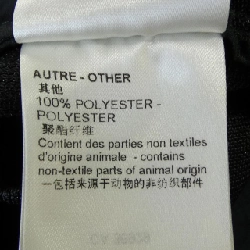 AUTRE - OTHER
其他
100% POLYESTER -
POLYESTER
聚酯纤维
Contient des parties non textiles
d'origine animale - contains
non-textile parts of animal origin
一包括来源于动物的非纺织部件